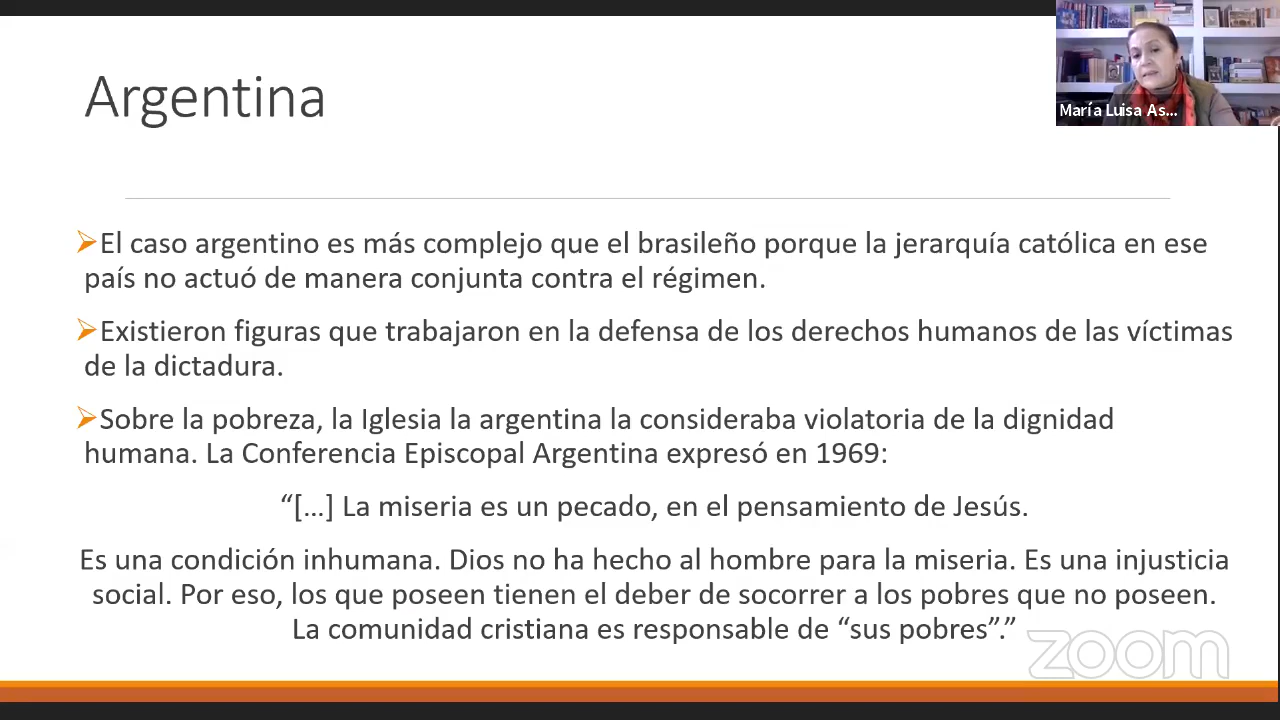 Argentina
María Luisa As...
➢El caso argentino es más complejo que el brasileño porque la jerarquía católica en ese
país no actuó de manera conjunta contra el régimen.
➢Existieron figuras que trabajaron en la defensa de los derechos humanos de las víctimas
de la dictadura.
➢Sobre la pobreza, la Iglesia la argentina la consideraba violatoria de la dignidad
humana. La Conferencia Episcopal Argentina expresó en 1969:
“[…] La miseria es un pecado, en el pensamiento de Jesús.
Es una condición inhumana. Dios no ha hecho al hombre para la miseria. Es una injusticia
social. Por eso, los que poseen tienen el deber de socorrer a los pobres que no poseen.
La comunidad cristiana es responsable de “sus pobres”.”
zoom